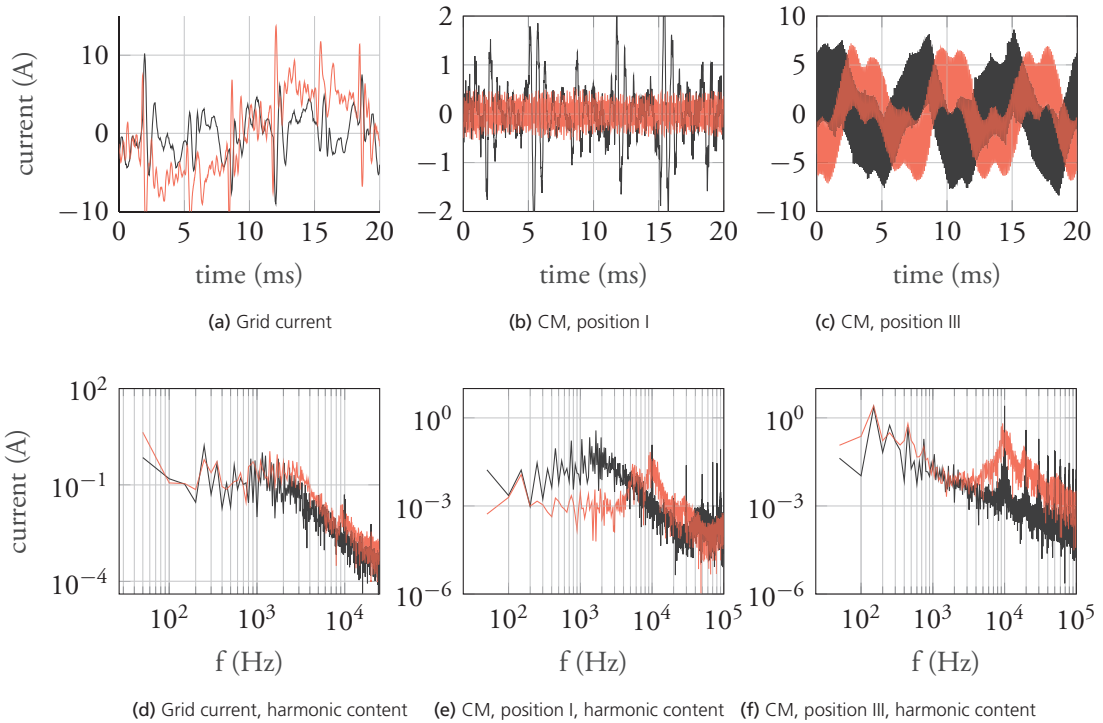 current (A)
10
0
−10
0 5 10 15 20
time (ms)
(a) Grid current
2
1
0
−1
−2
0 5 10 15 20
time (ms)
(b) CM, position I
10
5
0
−5
−10
0 5 10 15 20
time (ms)
(c) CM, position III
current (A)
10²
10⁻¹
10⁻⁴
10² 10³ 10⁴
f (Hz)
(d) Grid current, harmonic content
10⁰
10⁻³
10⁻⁶
10² 10³ 10⁴ 10⁵
f (Hz)
(e) CM, position I, harmonic content
10⁰
10⁻³
10⁻⁶
10² 10³ 10⁴ 10⁵
f (Hz)
(f) CM, position III, harmonic content